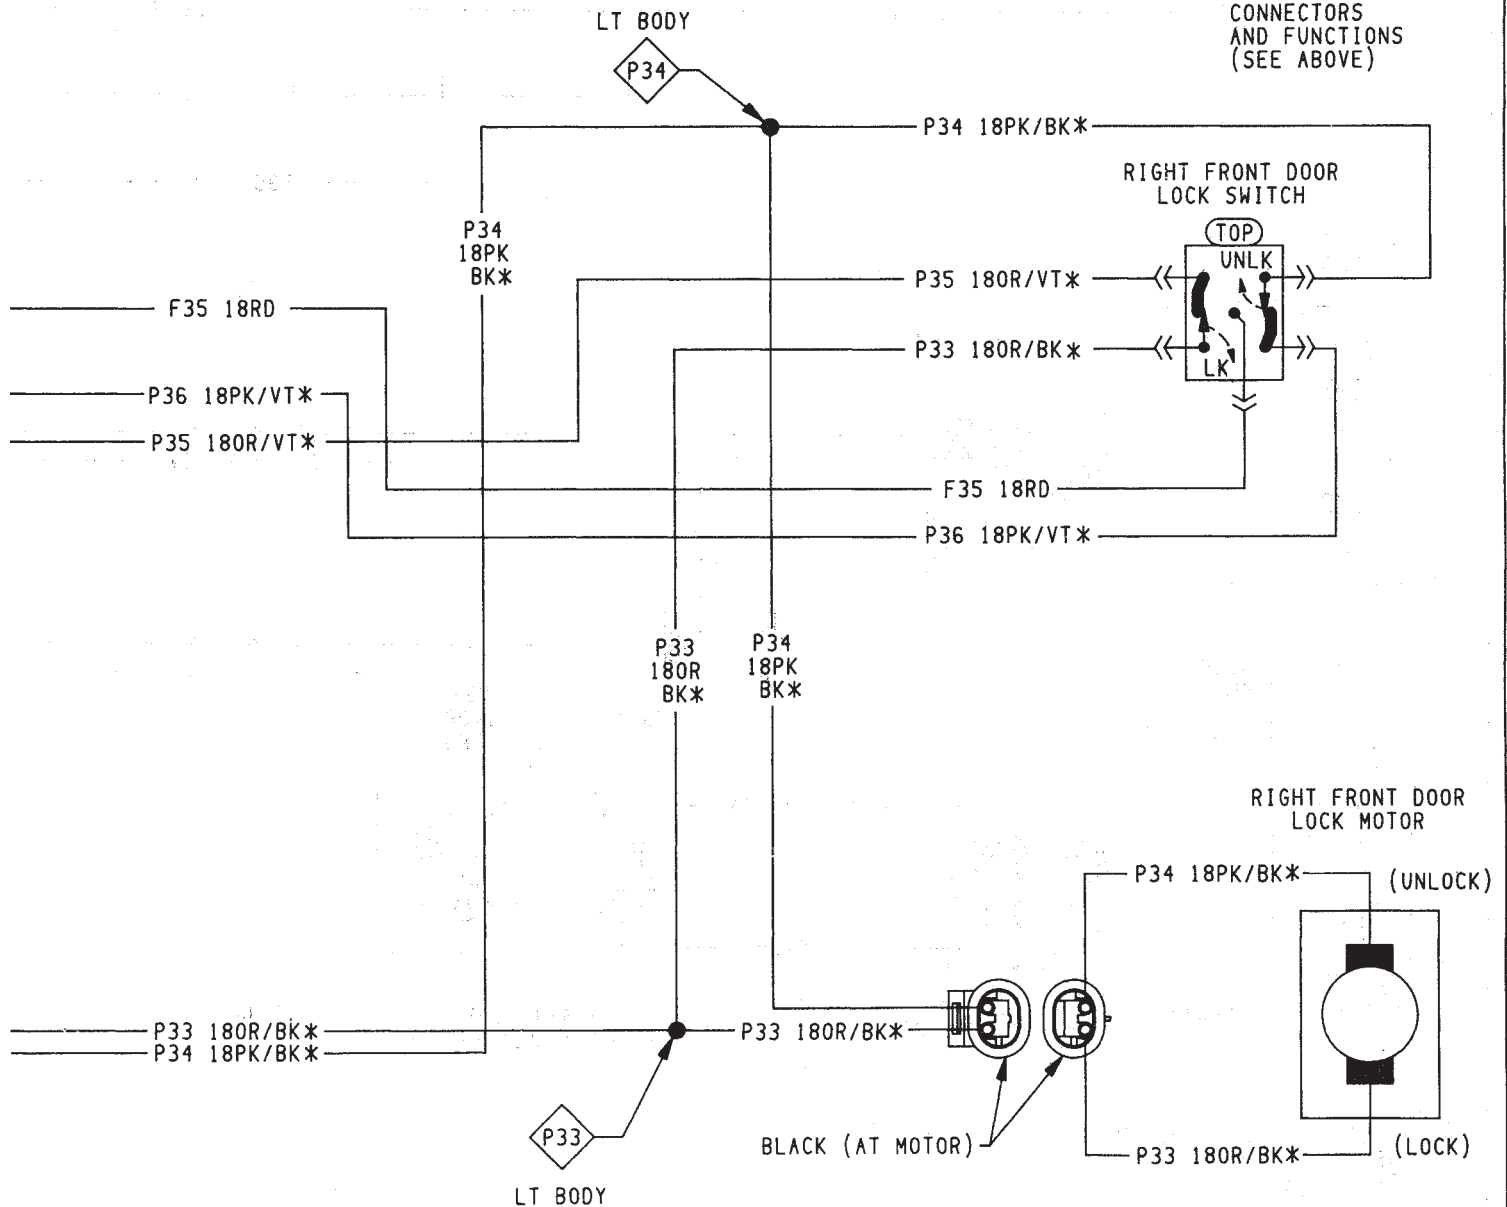 LT BODY
P34
CONNECTORS
AND FUNCTIONS
(SEE ABOVE)
P34 18PK/BK*
RIGHT FRONT DOOR
LOCK SWITCH
TOP
UNLK
LK
P34
18PK
BK*
P35 18OR/VT*
F35 18RD
P33 18OR/BK*
P36 18PK/VT*
P35 18OR/VT*
F35 18RD
P36 18PK/VT*
P33
18OR
BK*
P34
18PK
BK*
RIGHT FRONT DOOR
LOCK MOTOR
P34 18PK/BK*
(UNLOCK)
P33 18OR/BK*
P34 18PK/BK*
P33 18OR/BK*
P33
LT BODY
BLACK (AT MOTOR)
P33 18OR/BK*
(LOCK)